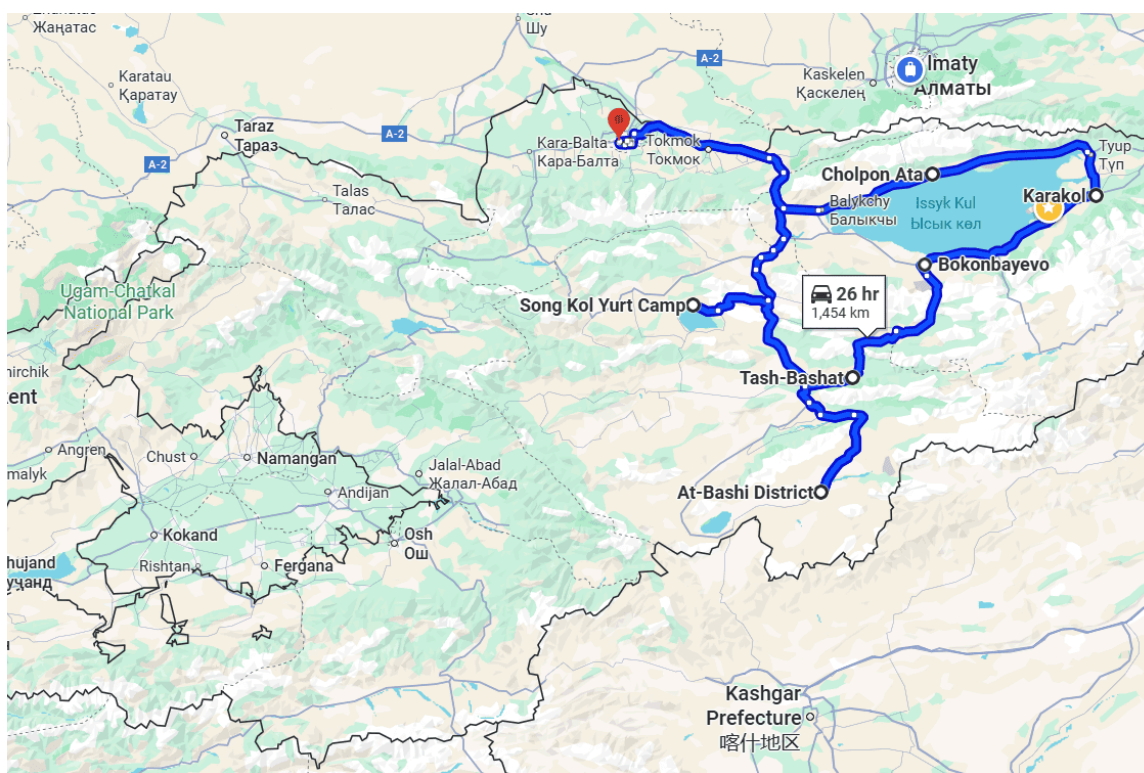 Жаңатас
Шу
A-2
Karatau
Қаратау
Kaskelen
Қаскелең
lmaty
Алматы
Taraz
Тараз
A-2
A-2
Kara-Balta
Кара-Балта
Tokmok
Токмок
Tyup
Түп
Talas
Талас
Cholpon Ata
Karakol
Balykchy
Балыкчы
Issyk Kul
Ысык көл
Bokonbayevo
Ugam-Chatkal
National Park
Song Kol Yurt Camp
26 hr
1,454 km
hirchik
ent
Tash-Bashat
Angren
malyk
Chust
Namangan
Jalal-Abad
Жалал-Абад
Andijan
At-Bashi District
Kokand
Osh
Ош
hujand
Rishtan
Fergana
Kashgar
Prefecture
喀什地区